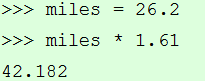 >>> miles = 26.2
>>> miles * 1.61
42.182